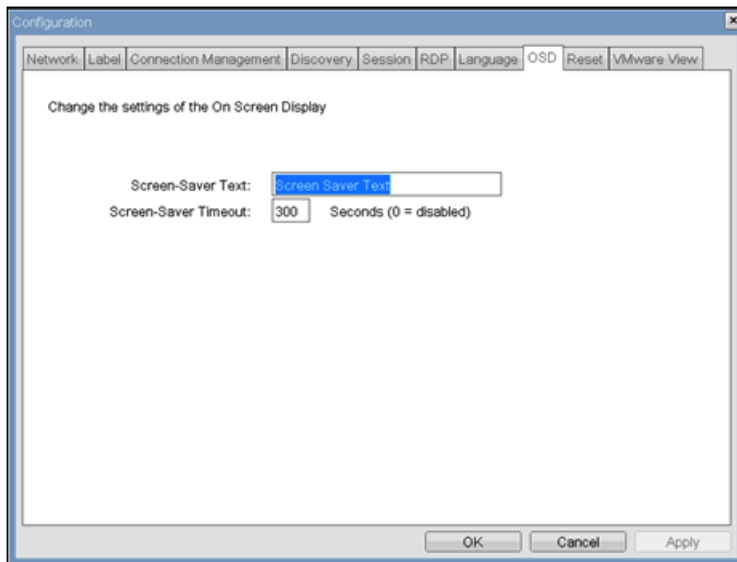 Configuration
Network Label Connection Management Discovery Session RDP Language OSD Reset VMware View
Change the settings of the On Screen Display
Screen-Saver Text: Screen Saver Text
Screen-Saver Timeout: 300 Seconds (0 = disabled)
OK Cancel Apply